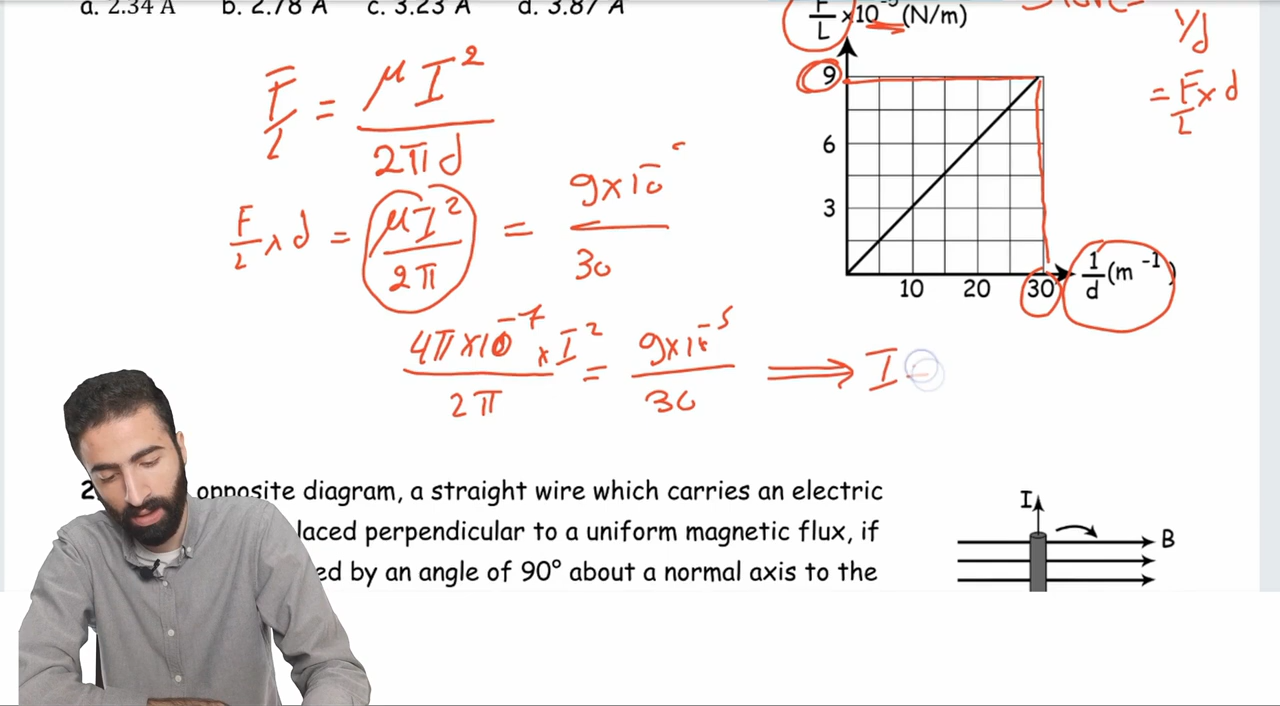 a. 2.34 A b. 2.78 A c. 3.23 A d. 3.87 A
F/L ×10⁻⁵ (N/m)
1/d
= F/L × d
9
6
3
10 20 30 1/d (m⁻¹)
F/L = μI²/2πd
F/L × d = μI²/2π = 9×10⁻/30
4π×10⁻⁷ × I²/2π = 9×10⁻⁵/30 ⟹ I =
2. opposite diagram, a straight wire which carries an electric
laced perpendicular to a uniform magnetic flux, if
ed by an angle of 90° about a normal axis to the
I
B